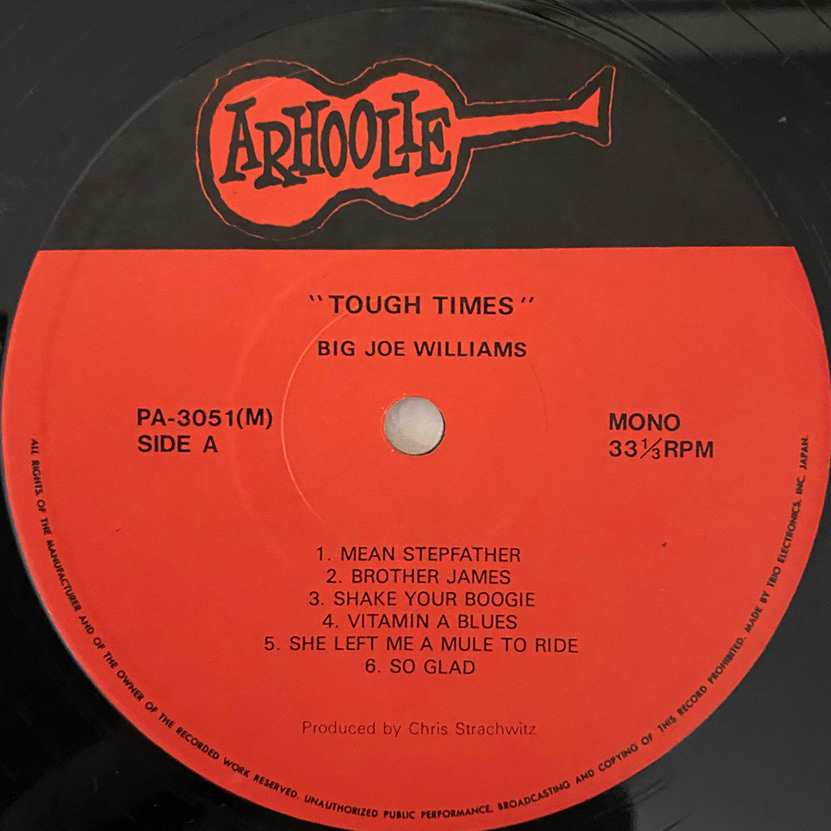 ARHOOLIE
"TOUGH TIMES"
BIG JOE WILLIAMS
PA-3051(M)
SIDE A
MONO
33⅓RPM
1. MEAN STEPFATHER
2. BROTHER JAMES
3. SHAKE YOUR BOOGIE
4. VITAMIN A BLUES
5. SHE LEFT ME A MULE TO RIDE
6. SO GLAD
Produced by Chris Strachwitz
ALL RIGHTS OF THE MANUFACTURER AND OF THE OWNER OF THE RECORDED WORK RESERVED. UNAUTHORIZED PUBLIC PERFORMANCE, BROADCASTING AND COPYING OF THIS RECORD PROHIBITED. MADE BY TRIO ELECTRONICS, INC. JAPAN.